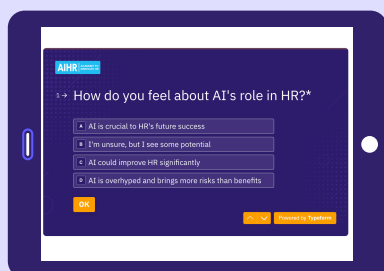 AIHR
1→ How do you feel about AI's role in HR?*
A AI is crucial to HR's future success
B I'm unsure, but I see some potential
C AI could improve HR significantly
D AI is overhyped and brings more risks than benefits
OK
Powered by Typeform